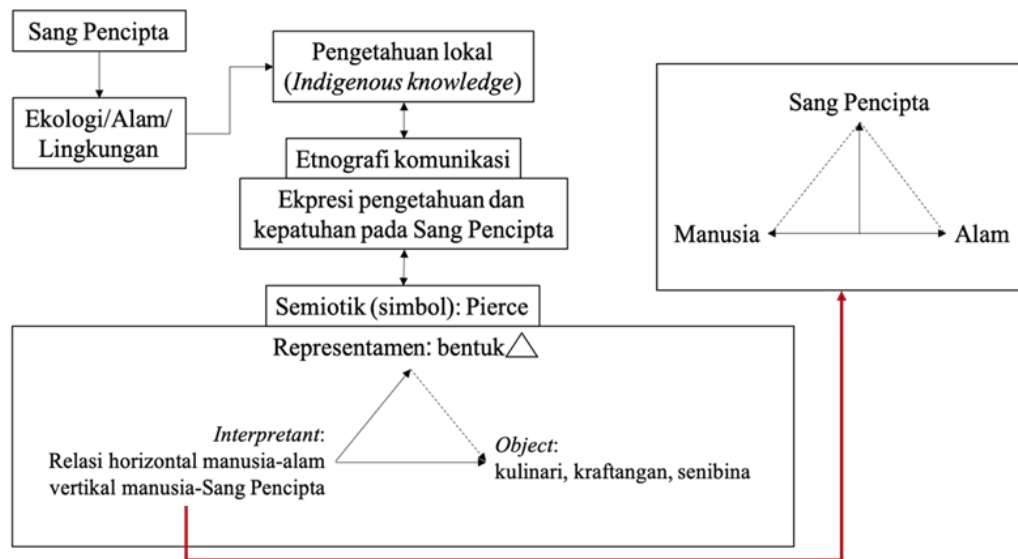 Sang Pencipta
Ekologi/Alam/
Lingkungan
Pengetahuan lokal
(Indigenous knowledge)
Etnografi komunikasi
Ekpresi pengetahuan dan
kepatuhan pada Sang Pencipta
Semiotik (simbol): Pierce
Representamen: bentuk
Interpretant:
Relasi horizontal manusia-alam
vertikal manusia-Sang Pencipta
Object:
kulinari, kraftangan, senibina
Sang Pencipta
Manusia
Alam